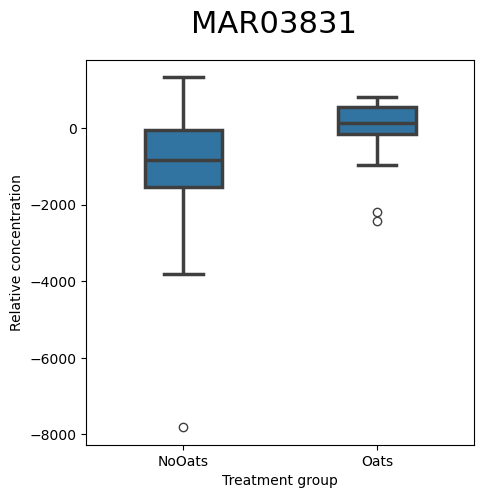 MAR03831
Relative concentration
0
−2000
−4000
−6000
−8000
NoOats
Oats
Treatment group